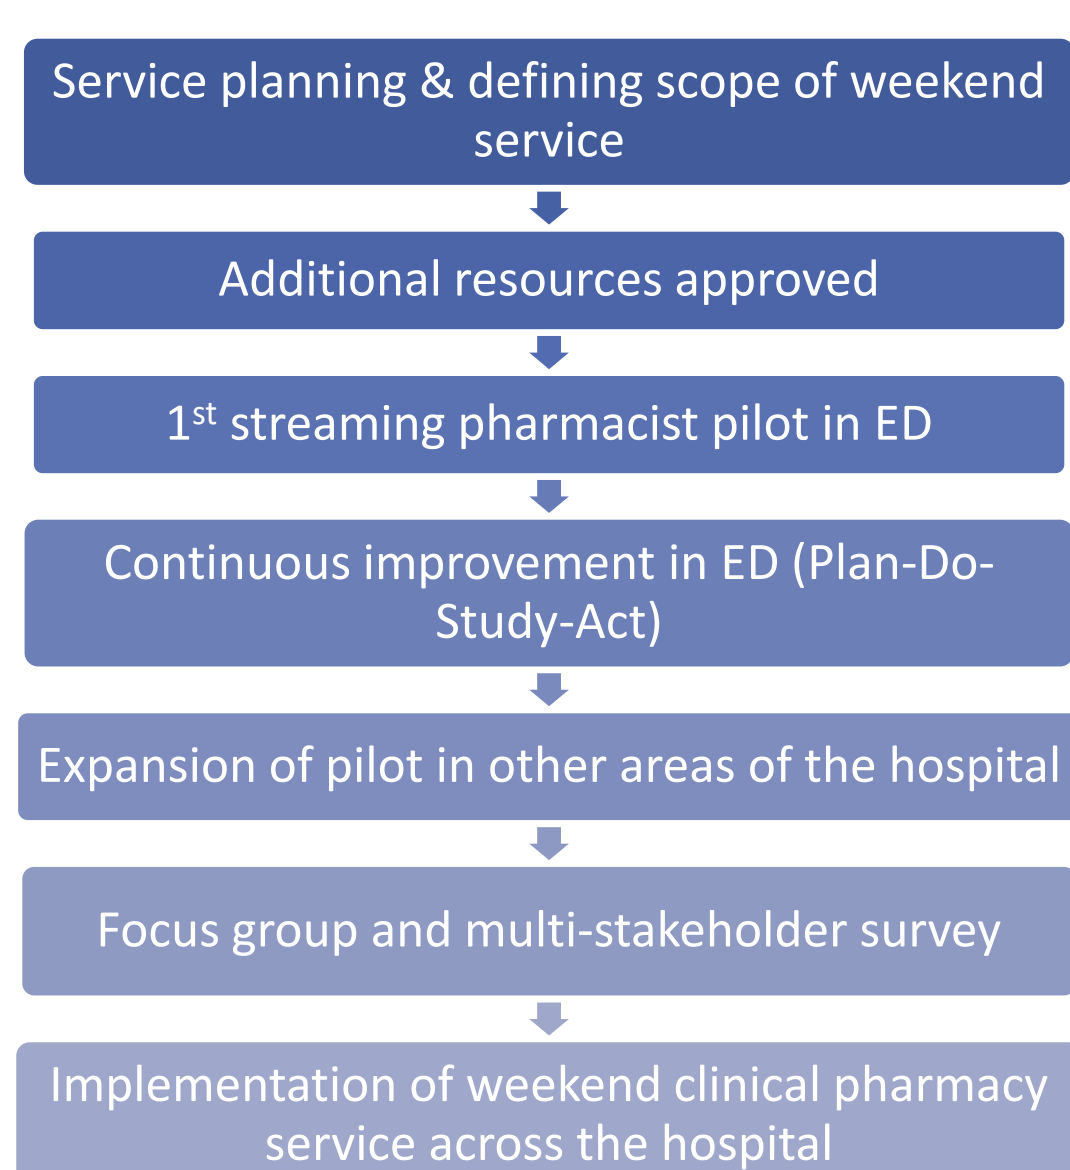 Service planning & defining scope of weekend
service
Additional resources approved
1st streaming pharmacist pilot in ED
Continuous improvement in ED (Plan-Do-
Study-Act)
Expansion of pilot in other areas of the hospital
Focus group and multi-stakeholder survey
Implementation of weekend clinical pharmacy
service across the hospital